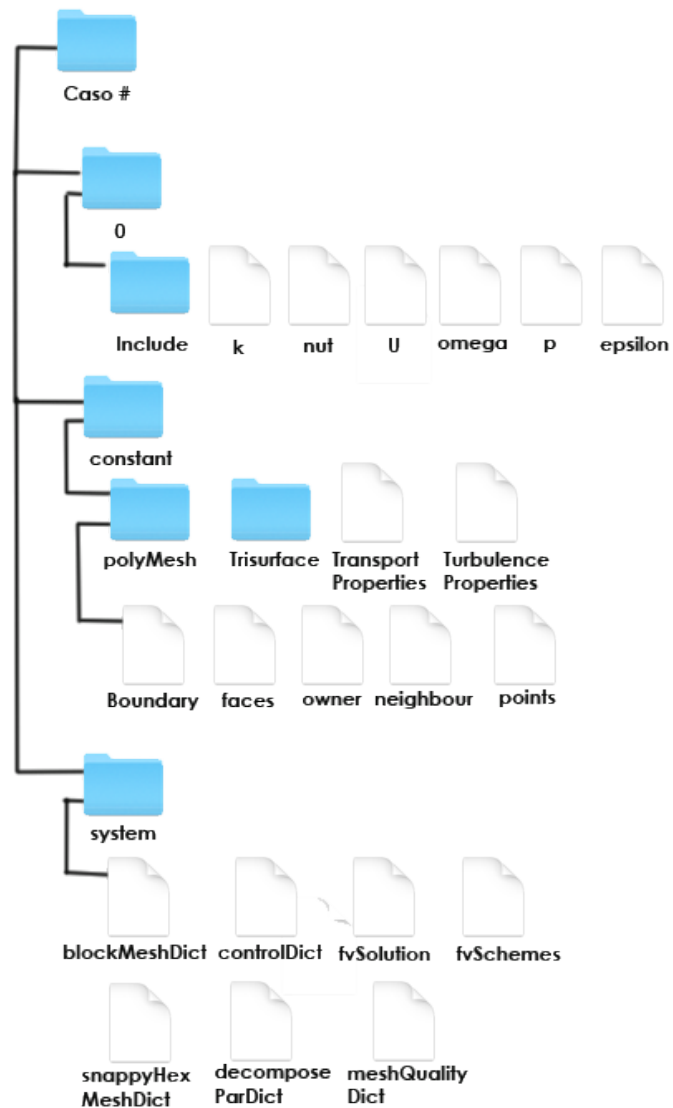 Caso #
0
Include
k
nut
U
omega
p
epsilon
constant
polyMesh
Trisurface
Transport
Properties
Turbulence
Properties
Boundary
faces
owner
neighbour
points
system
blockMeshDict
controlDict
fvSolution
fvSchemes
snappyHex
MeshDict
decompose
ParDict
meshQuality
Dict